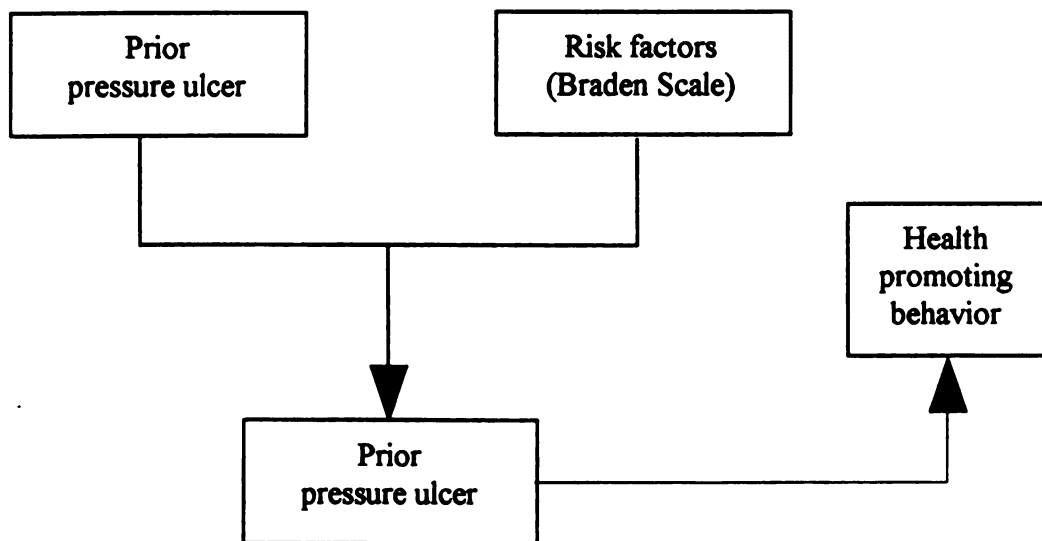 Prior
pressure ulcer
Risk factors
(Braden Scale)
Health
promoting
behavior
Prior
pressure ulcer